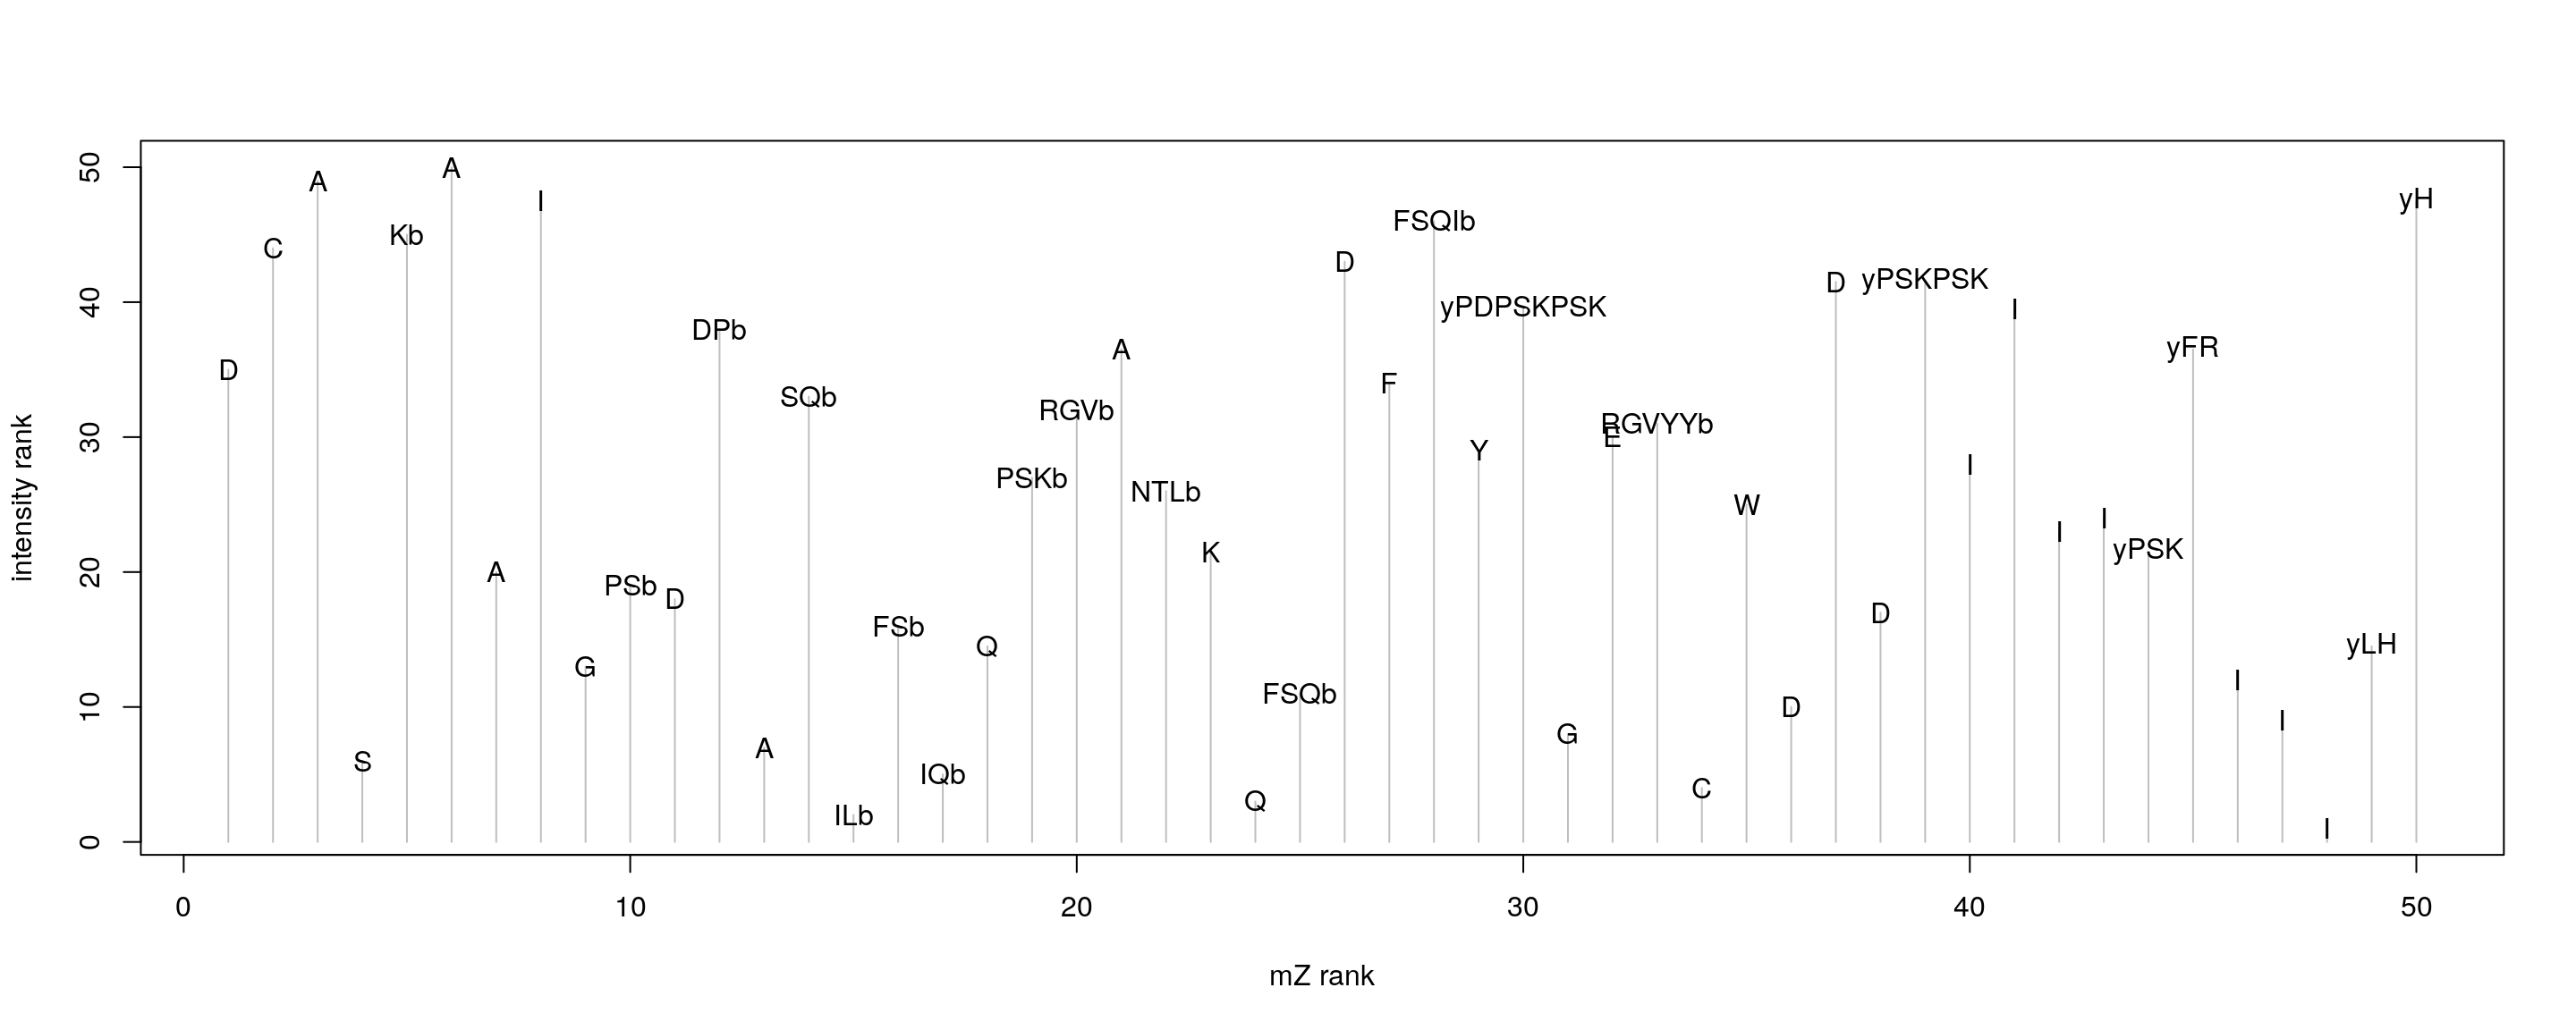 A
A
yH
I
FSQIb
Kb
C
D
D
yPSKPSK
yPDPSKPSK
I
DPb
yFR
A
D
F
SQb
RGVb
RGVYYb
E
Y
I
PSKb
NTLb
W
I
I
K
yPSK
A
PSb
D
D
FSb
Q
yLH
G
I
FSQb
D
I
G
A
S
IQb
C
Q
ILb
I
50
40
30
20
10
0
intensity rank
0 10 20 30 40 50
mZ rank